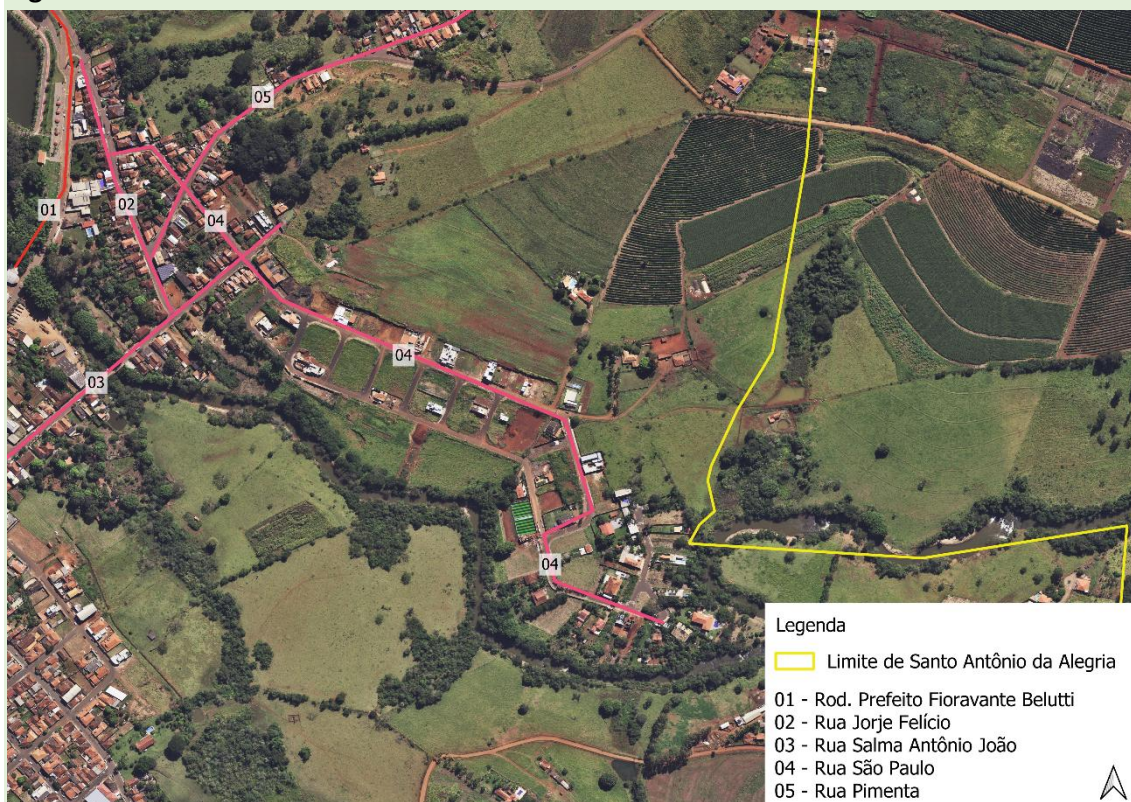 05
01
02
04
04
03
04
Legenda
Limite de Santo Antônio da Alegria
01 - Rod. Prefeito Fioravante Belutti
02 - Rua Jorje Felício
03 - Rua Salma Antônio João
04 - Rua São Paulo
05 - Rua Pimenta